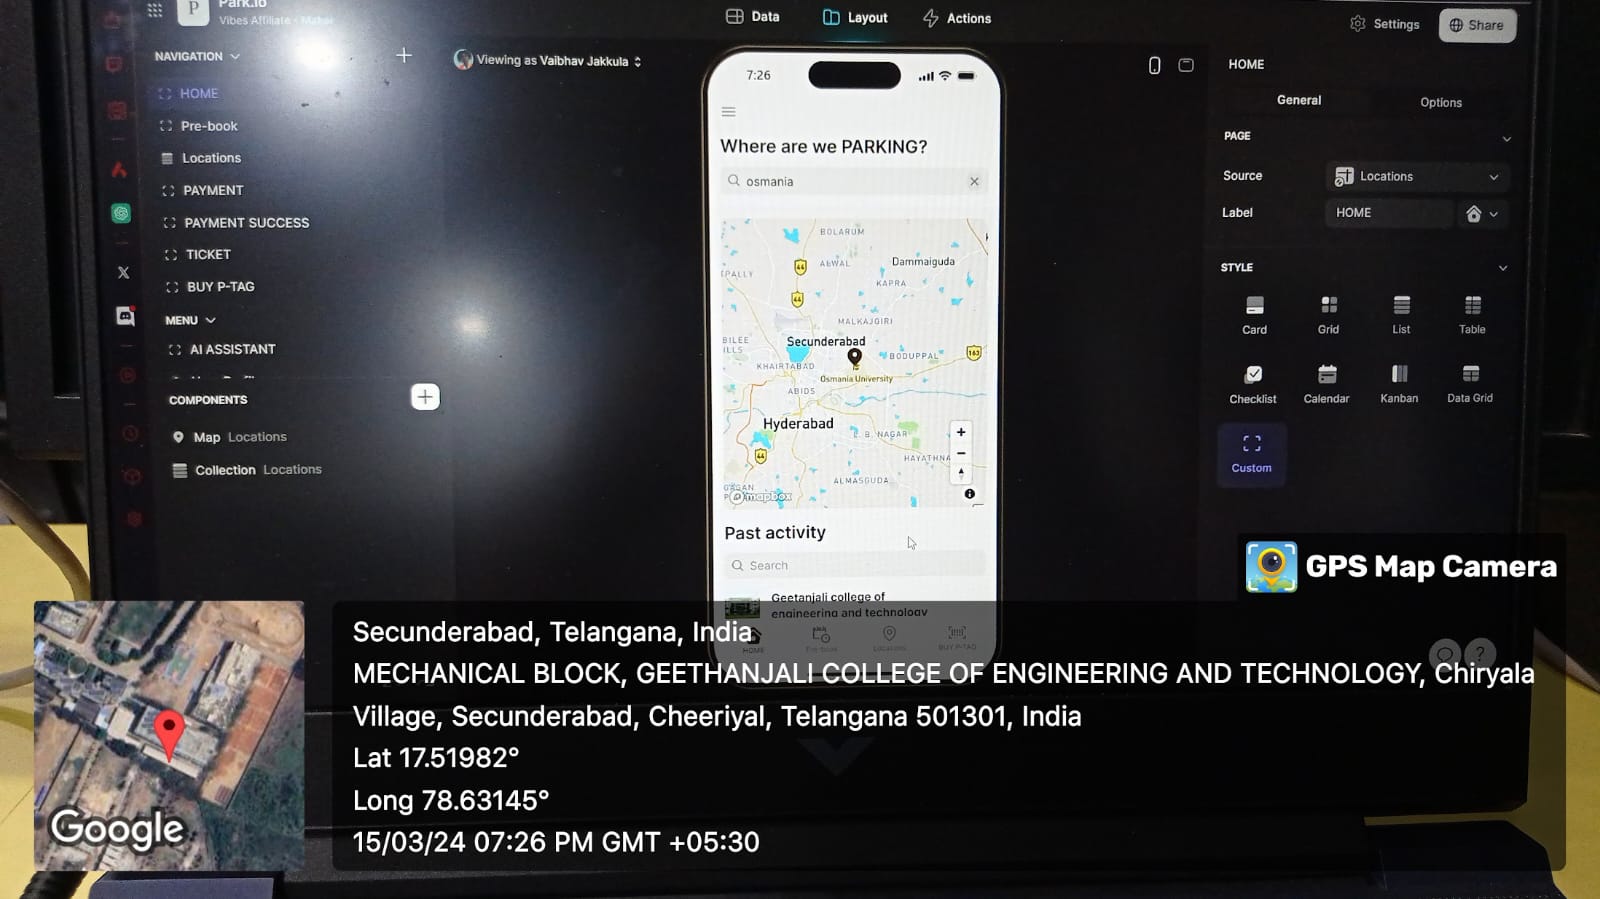 Park.io
Vibes Affiliate - Maker
Data
Layout
Actions
Settings
Share
NAVIGATION
HOME
Pre-book
Locations
PAYMENT
PAYMENT SUCCESS
TICKET
BUY P-TAG
MENU
AI ASSISTANT
COMPONENTS
Map Locations
Collection Locations
Viewing as Vaibhav Jakkula
7:26
Where are we PARKING?
osmania
BOLARUM
ALWAL
Dammaiguda
KAPRA
44
44
MALKAJGIRI
Secunderabad
BODUPPAL
163
KHAIRTABAD
Osmania University
ABIDS
Hyderabad
L. B. NAGAR
44
HAYATHNA
ALMASGUDA
mapbox
Past activity
Search
Geetanjali college of
engineering and technology
HOME
Pre-book
Locations
BUY P-TAG
HOME
General
Options
PAGE
Source
Locations
Label
HOME
STYLE
Card
Grid
List
Table
Checklist
Calendar
Kanban
Data Grid
Custom
GPS Map Camera
Google
Secunderabad, Telangana, India
MECHANICAL BLOCK, GEETHANJALI COLLEGE OF ENGINEERING AND TECHNOLOGY, Chiryala
Village, Secunderabad, Cheeriyal, Telangana 501301, India
Lat 17.51982°
Long 78.63145°
15/03/24 07:26 PM GMT +05:30